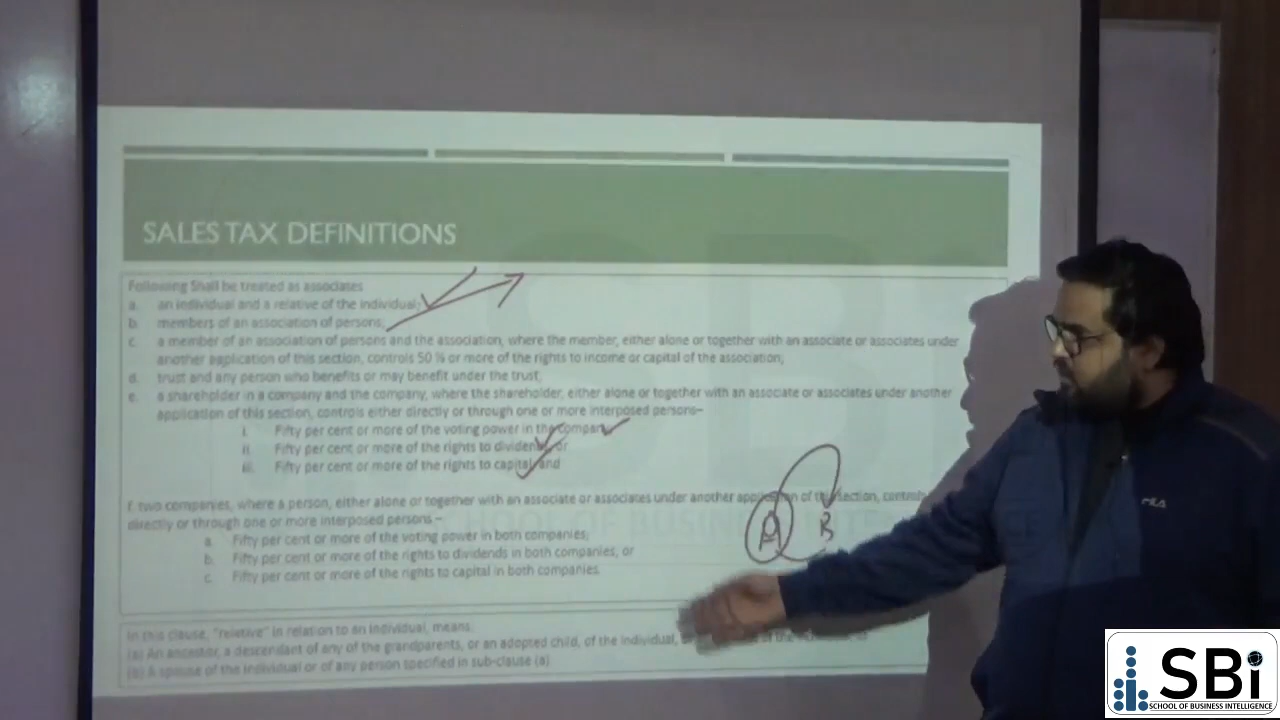 SALES TAX DEFINITIONS
Following Shall be treated as associates
a. an individual and a relative of the individual;
b. members of an association of persons;
c. a member of an association of persons and the association, where the member, either alone or together with an associate or associates under
another application of this section, controls 50 % or more of the rights to income or capital of the association;
d. trust and any person who benefits or may benefit under the trust;
e. a shareholder in a company and the company, where the shareholder, either alone or together with an associate or associates under another
application of this section, controls either directly or through one or more interposed persons–
i. Fifty per cent or more of the voting power in the company
ii. Fifty per cent or more of the rights to dividend or
iii. Fifty per cent or more of the rights to capital and
f. two companies, where a person, either alone or together with an associate or associates under another application of this section, controls
directly or through one or more interposed persons –
a. Fifty per cent or more of the voting power in both companies;
b. Fifty per cent or more of the rights to dividends in both companies, or
c. Fifty per cent or more of the rights to capital in both companies.
A B
SCHOOL OF BUSINESS INTELLIGENCE
In this clause, "relative" in relation to an individual, means:
(a) An ancestor, a descendant of any of the grandparents, or an adopted child, of the individual, of the
(b) A spouse of the individual or of any person specified in sub-clause (a)
FILA
SBi
SCHOOL OF BUSINESS INTELLIGENCE